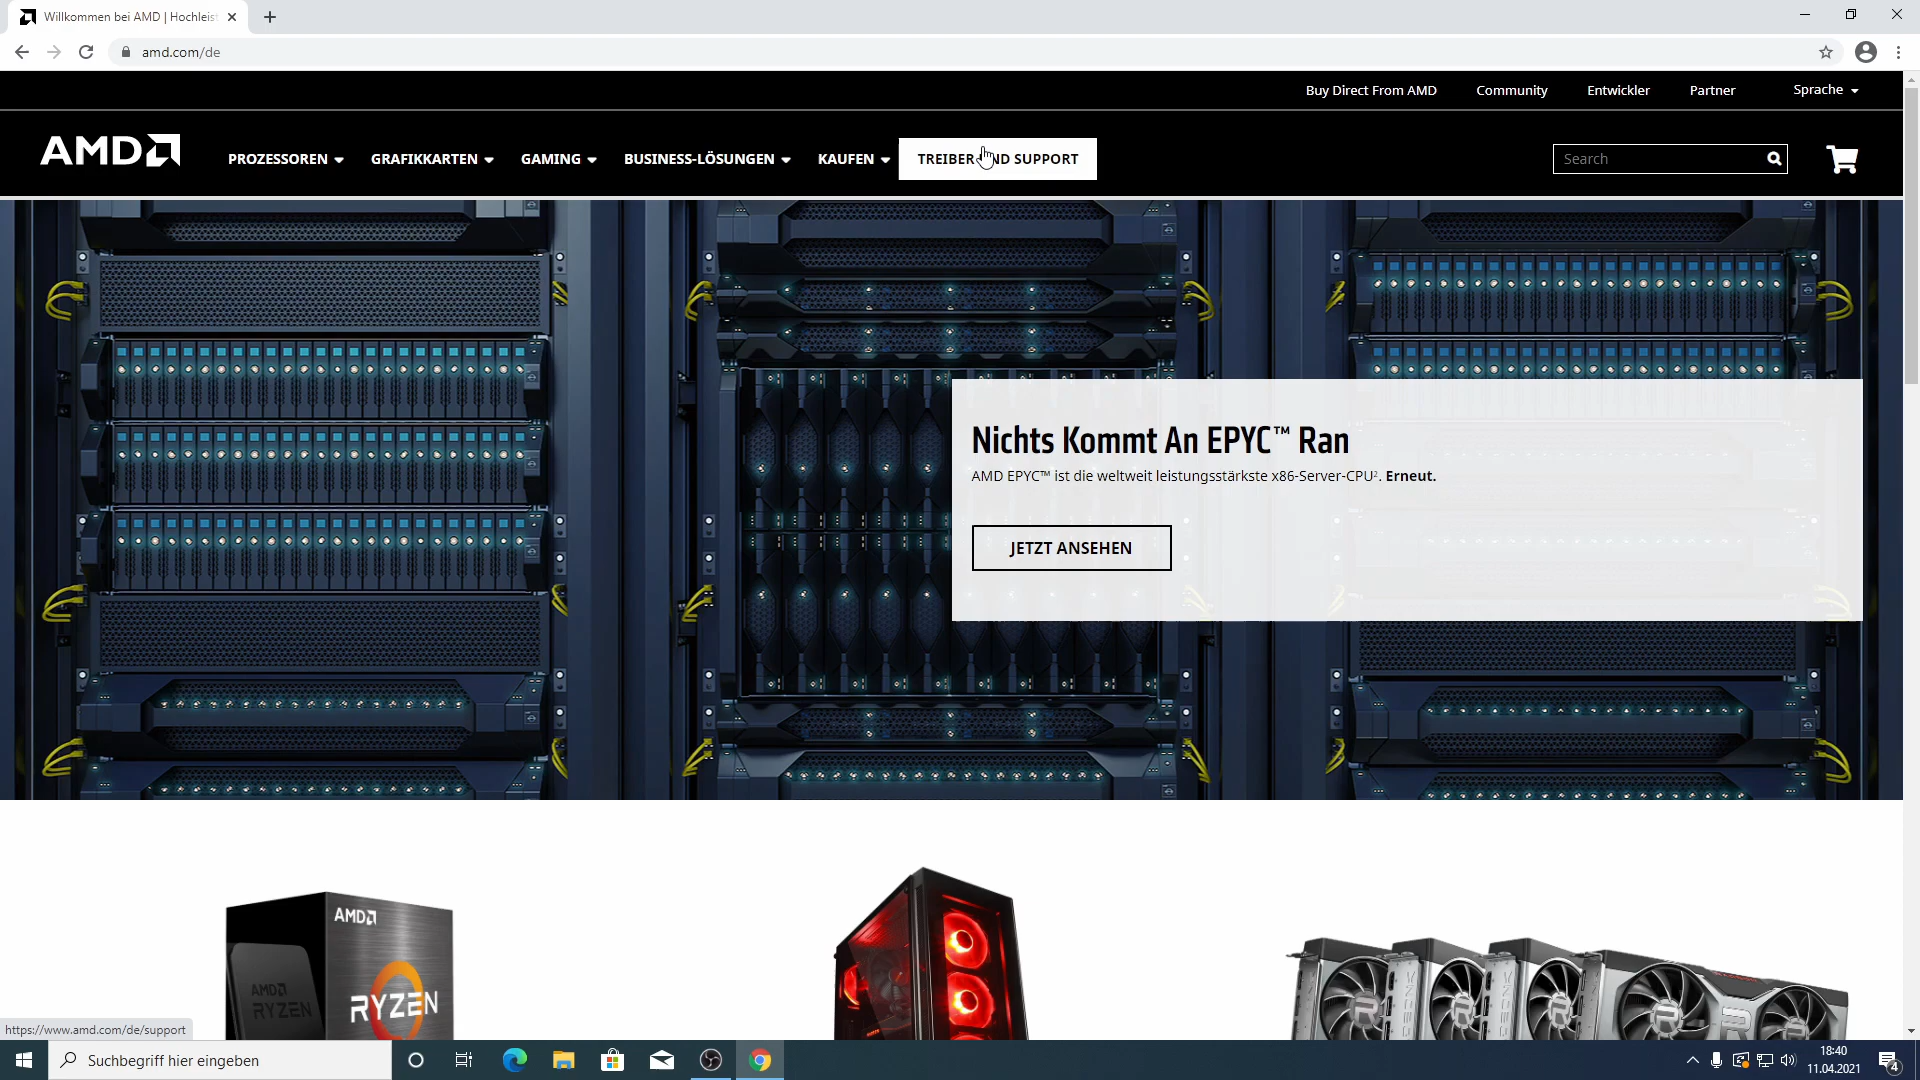 Willkommen bei AMD | Hochleist
amd.com/de
Buy Direct From AMD Community Entwickler Partner Sprache
AMD PROZESSOREN GRAFIKKARTEN GAMING BUSINESS-LÖSUNGEN KAUFEN TREIBER UND SUPPORT Search
Nichts Kommt An EPYC™ Ran
AMD EPYC™ ist die weltweit leistungsstärkste x86-Server-CPU². Erneut.
JETZT ANSEHEN
AMD
AMD
RYZEN
RYZEN
https://www.amd.com/de/support
Suchbegriff hier eingeben
18:40
11.04.2021
4